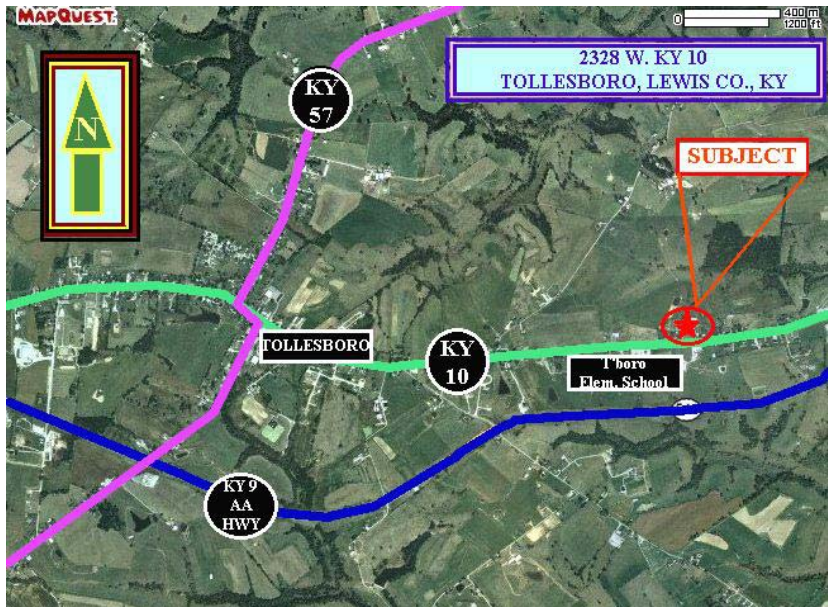 MAPQUEST.
0 400 m
1200 ft
2328 W. KY 10
TOLLESBORO, LEWIS CO., KY
KY
57
N
SUBJECT
TOLLESBORO
KY
10
T'boro
Elem. School
KY 9
AA
HWY